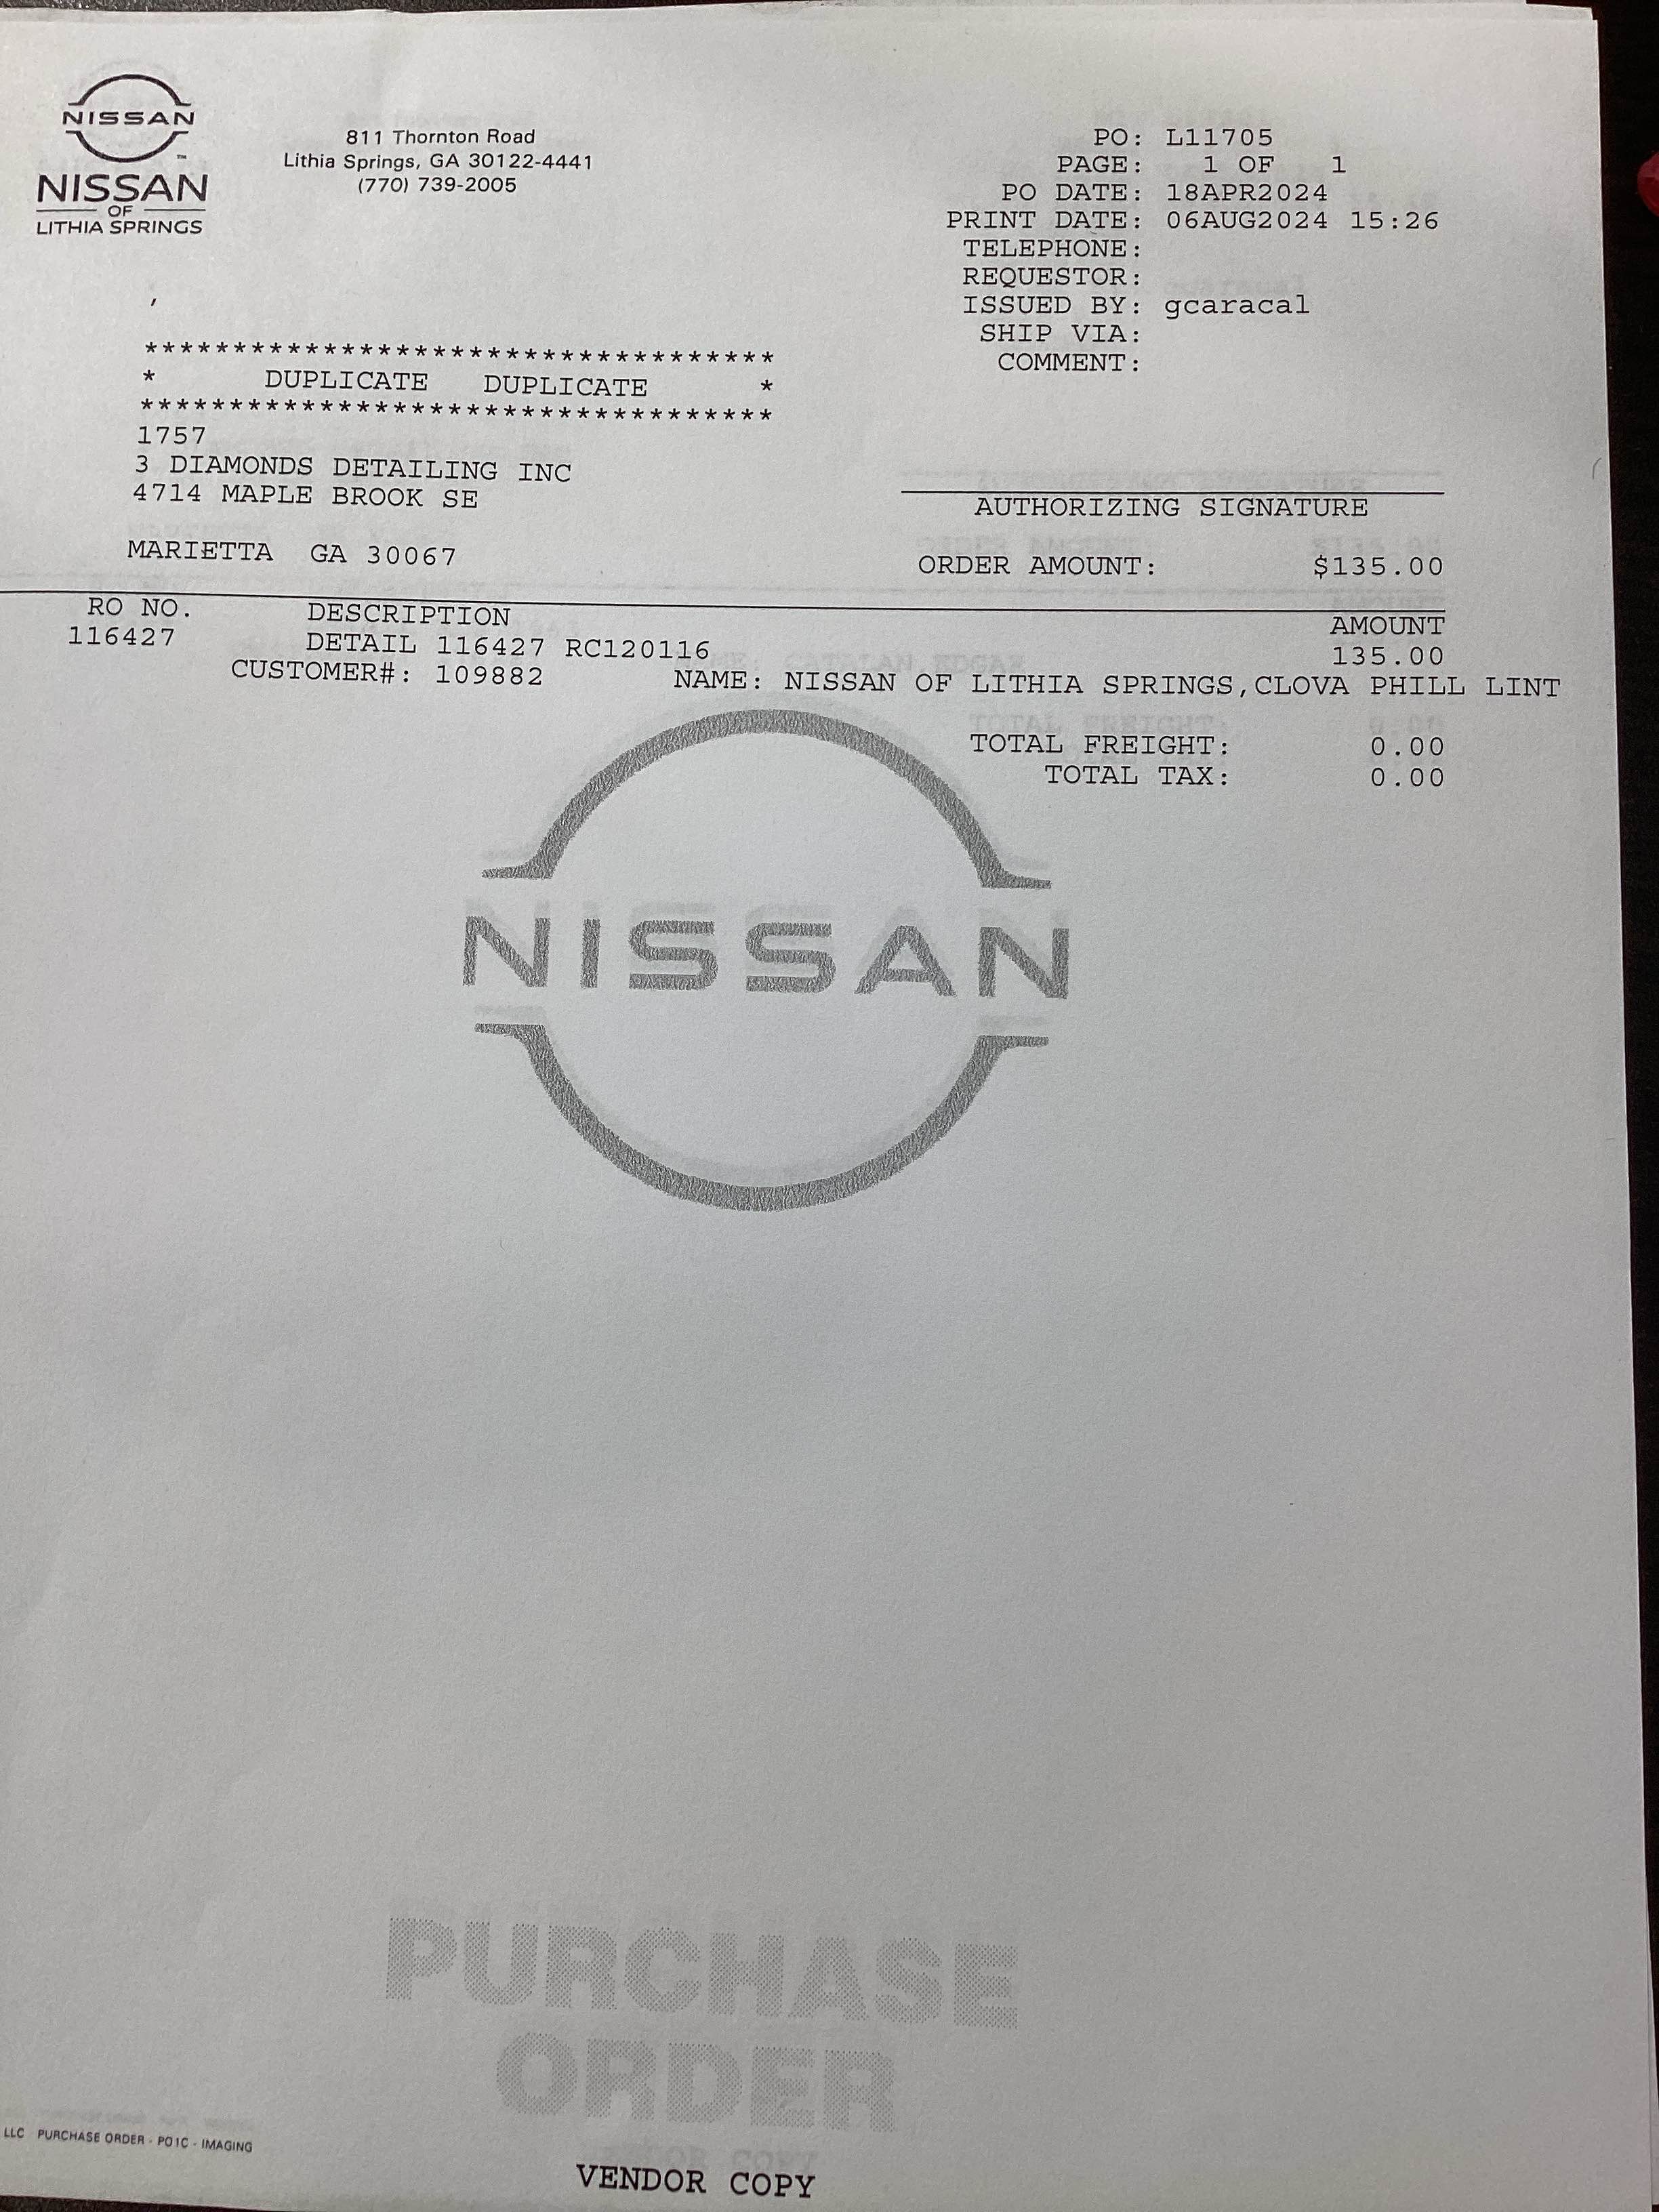 NISSAN
NISSAN
OF
LITHIA SPRINGS
811 Thornton Road
Lithia Springs, GA 30122-4441
(770) 739-2005
PO: L11705
PAGE: 1 OF 1
PO DATE: 18APR2024
PRINT DATE: 06AUG2024 15:26
TELEPHONE:
REQUESTOR:
ISSUED BY: gcaracal
SHIP VIA:
COMMENT:
***********************************
* DUPLICATE DUPLICATE *
***********************************
1757
3 DIAMONDS DETAILING INC
4714 MAPLE BROOK SE
MARIETTA GA 30067
AUTHORIZING SIGNATURE
ORDER AMOUNT: $135.00
RO NO. DESCRIPTION AMOUNT
116427 DETAIL 116427 RC120116 135.00
CUSTOMER#: 109882 NAME: NISSAN OF LITHIA SPRINGS,CLOVA PHILL LINT
TOTAL FREIGHT: 0.00
TOTAL TAX: 0.00
NISSAN
PURCHASE
ORDER
LLC PURCHASE ORDER - PO1C - IMAGING
VENDOR COPY